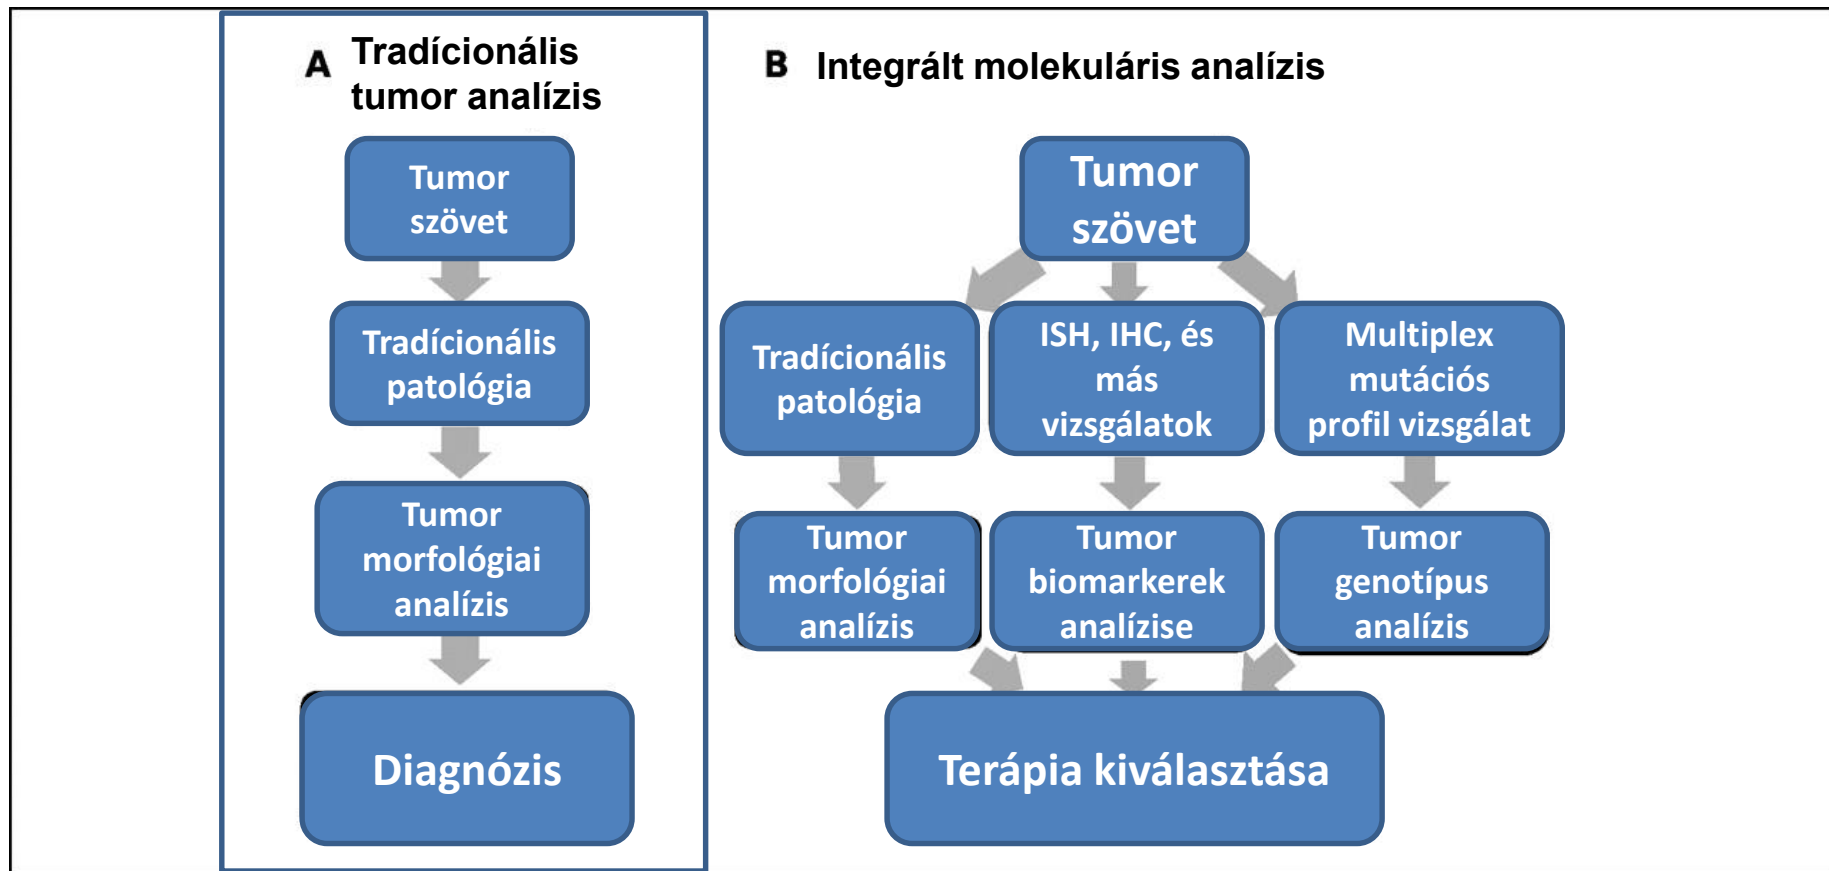 A Tradícionális
tumor analízis
Tumor
szövet
Tradícionális
patológia
Tumor
morfológiai
analízis
Diagnózis
B Integrált molekuláris analízis
Tumor
szövet
Tradícionális
patológia
ISH, IHC, és
más
vizsgálatok
Multiplex
mutációs
profil vizsgálat
Tumor
morfológiai
analízis
Tumor
biomarkerek
analízise
Tumor
genotípus
analízis
Terápia kiválasztása